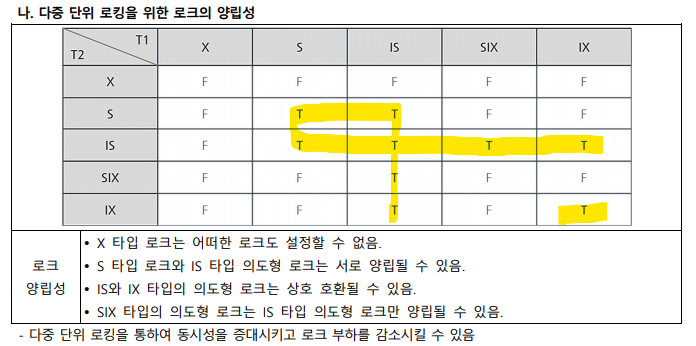 나. 다중 단위 로킹을 위한 로크의 양립성
T1
T2
X S IS SIX IX
X F F F F F
S F T T F F
IS F T T T T
SIX F F T F F
IX F F T F T
로크
양립성
• X 타입 로크는 어떠한 로크도 설정할 수 없음.
• S 타입 로크와 IS 타입 의도형 로크는 서로 양립될 수 있음.
• IS와 IX 타입의 의도형 로크는 상호 호환될 수 있음.
• SIX 타입의 의도형 로크는 IS 타입 의도형 로크만 양립될 수 있음.
- 다중 단위 로킹을 통하여 동시성을 증대시키고 로크 부하를 감소시킬 수 있음